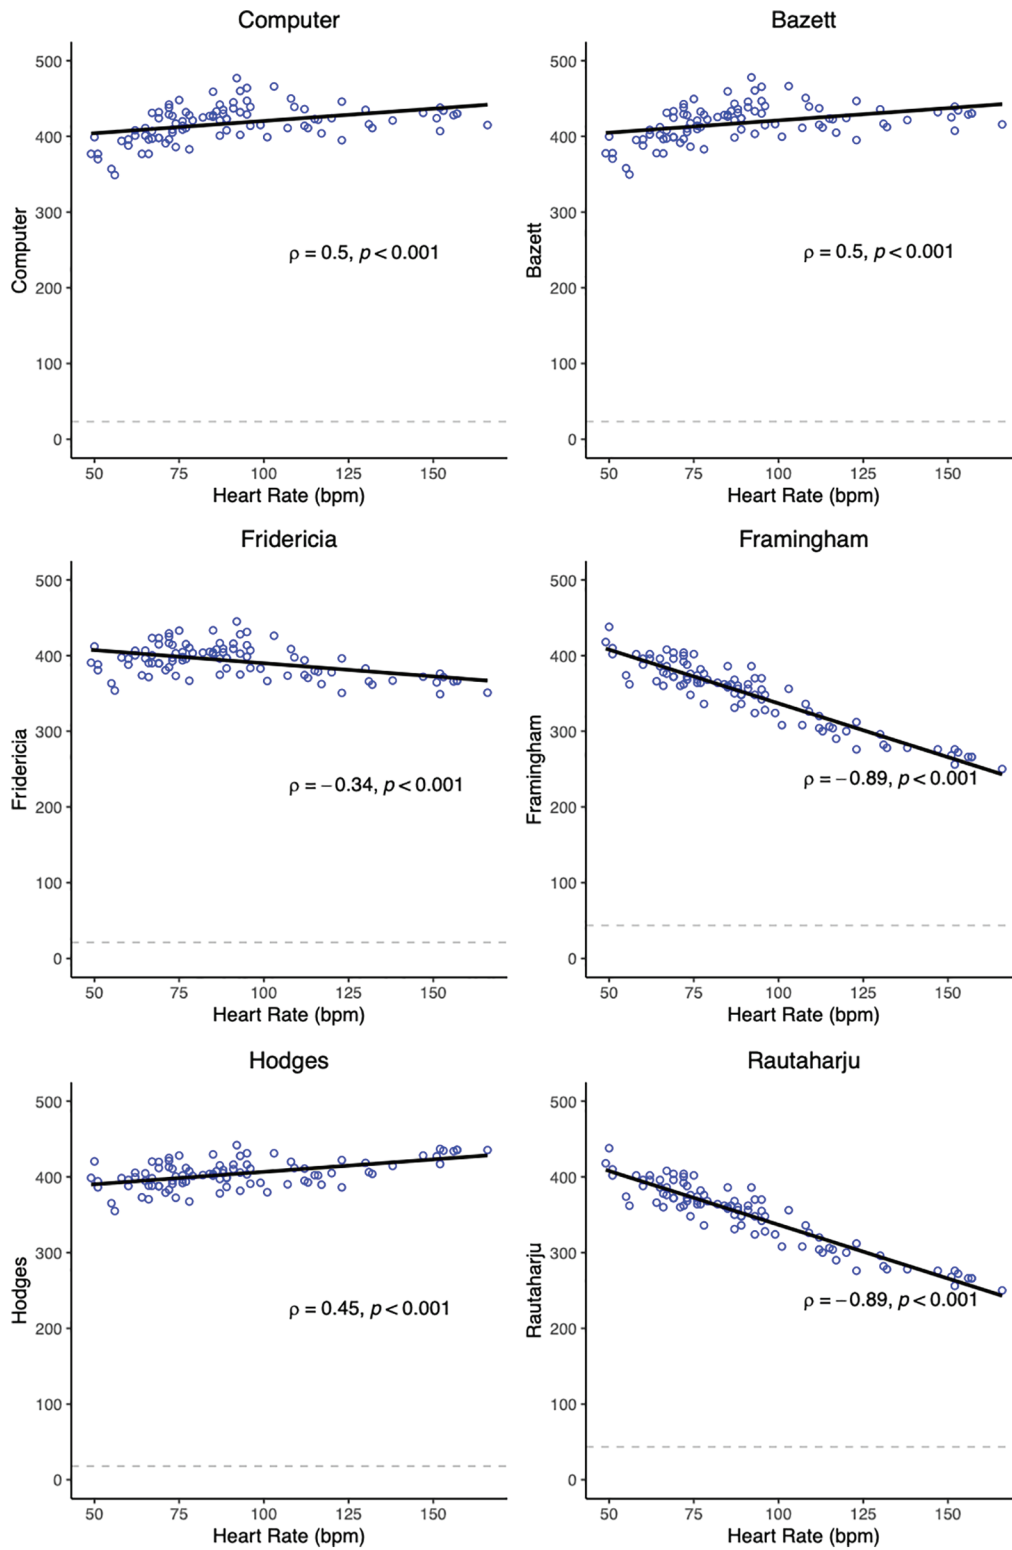 Computer
500
400
300
200
100
0
Computer
ρ = 0.5, p < 0.001
50 75 100 125 150
Heart Rate (bpm)
Bazett
500
400
300
200
100
0
Bazett
ρ = 0.5, p < 0.001
50 75 100 125 150
Heart Rate (bpm)
Fridericia
500
400
300
200
100
0
Fridericia
ρ = −0.34, p < 0.001
50 75 100 125 150
Heart Rate (bpm)
Framingham
500
400
300
200
100
0
Framingham
ρ = −0.89, p < 0.001
50 75 100 125 150
Heart Rate (bpm)
Hodges
500
400
300
200
100
0
Hodges
ρ = 0.45, p < 0.001
50 75 100 125 150
Heart Rate (bpm)
Rautaharju
500
400
300
200
100
0
Rautaharju
ρ = −0.89, p < 0.001
50 75 100 125 150
Heart Rate (bpm)